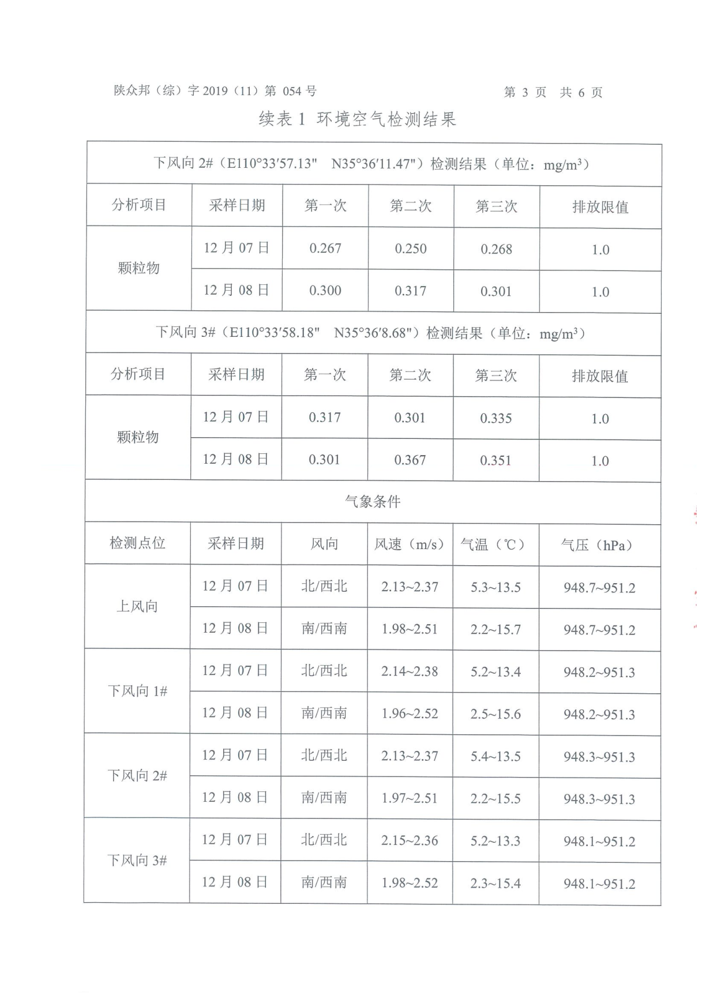 陕众邦（综）字 2019（11）第 054 号 第 3 页 共 6 页
续表 1 环境空气检测结果
下风向 2#（E110°33′57.13" N35°36′11.47"）检测结果（单位：mg/m³）
分析项目 采样日期 第一次 第二次 第三次 排放限值
颗粒物
12 月 07 日 0.267 0.250 0.268 1.0
12 月 08 日 0.300 0.317 0.301 1.0
下风向 3#（E110°33′58.18" N35°36′8.68"）检测结果（单位：mg/m³）
分析项目 采样日期 第一次 第二次 第三次 排放限值
颗粒物
12 月 07 日 0.317 0.301 0.335 1.0
12 月 08 日 0.301 0.367 0.351 1.0
气象条件
检测点位 采样日期 风向 风速（m/s） 气温（℃） 气压（hPa）
上风向
12 月 07 日 北/西北 2.13~2.37 5.3~13.5 948.7~951.2
12 月 08 日 南/西南 1.98~2.51 2.2~15.7 948.7~951.2
下风向 1#
12 月 07 日 北/西北 2.14~2.38 5.2~13.4 948.2~951.3
12 月 08 日 南/西南 1.96~2.52 2.5~15.6 948.2~951.3
下风向 2#
12 月 07 日 北/西北 2.13~2.37 5.4~13.5 948.3~951.3
12 月 08 日 南/西南 1.97~2.51 2.2~15.5 948.3~951.3
下风向 3#
12 月 07 日 北/西北 2.15~2.36 5.2~13.3 948.1~951.2
12 月 08 日 南/西南 1.98~2.52 2.3~15.4 948.1~951.2